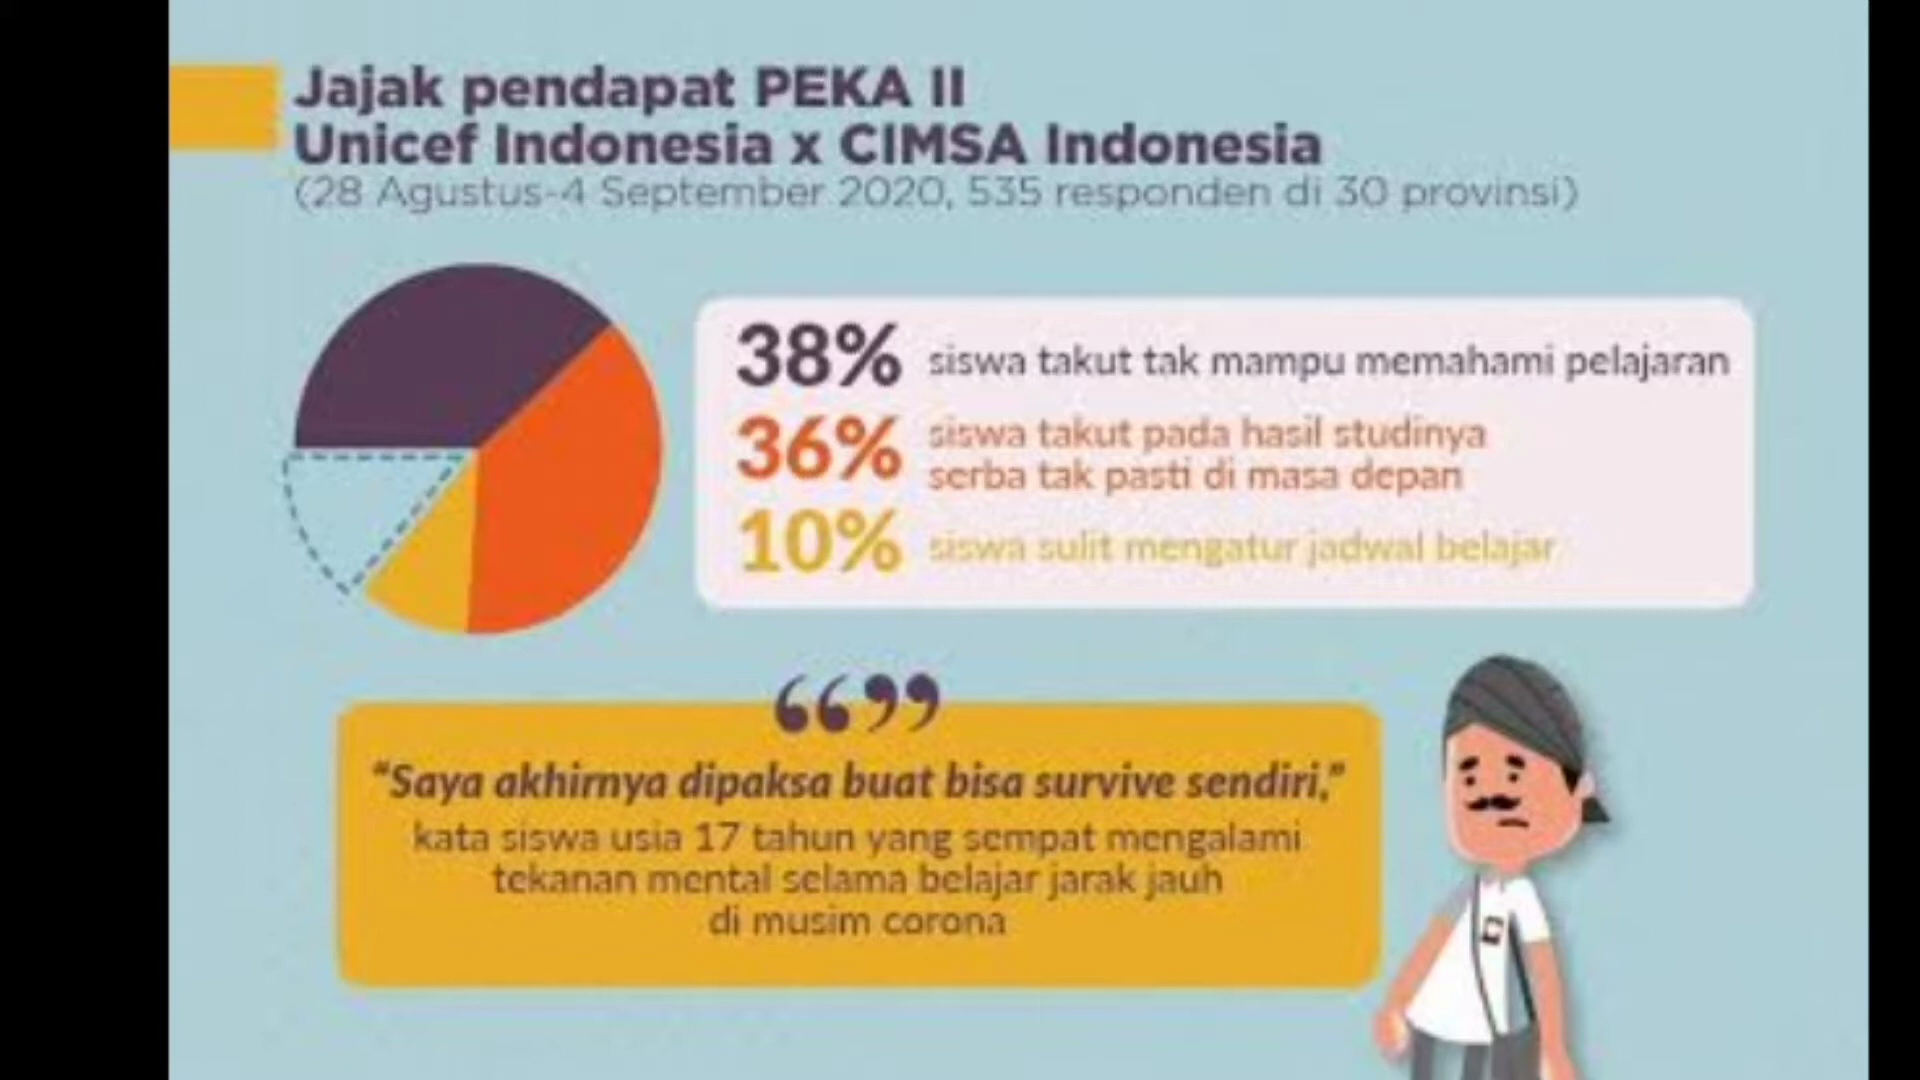 Jajak pendapat PEKA II
Unicef Indonesia x CIMSA Indonesia
(28 Agustus-4 September 2020, 535 responden di 30 provinsi)
38% siswa takut tak mampu memahami pelajaran
36% siswa takut pada hasil studinya
serba tak pasti di masa depan
10% siswa sulit mengatur jadwal belajar
“”
“Saya akhirnya dipaksa buat bisa survive sendiri,”
kata siswa usia 17 tahun yang sempat mengalami
tekanan mental selama belajar jarak jauh
di musim corona